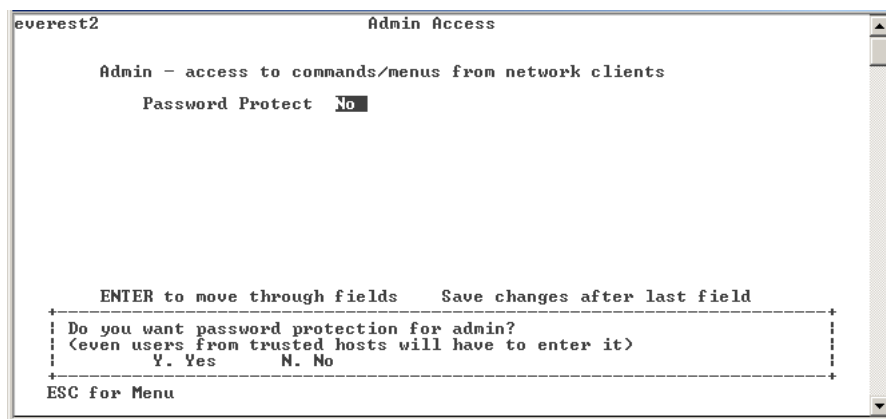 everest2 Admin Access
Admin - access to commands/menus from network clients
Password Protect No
ENTER to move through fields Save changes after last field
Do you want password protection for admin?
(even users from trusted hosts will have to enter it)
Y. Yes N. No
ESC for Menu